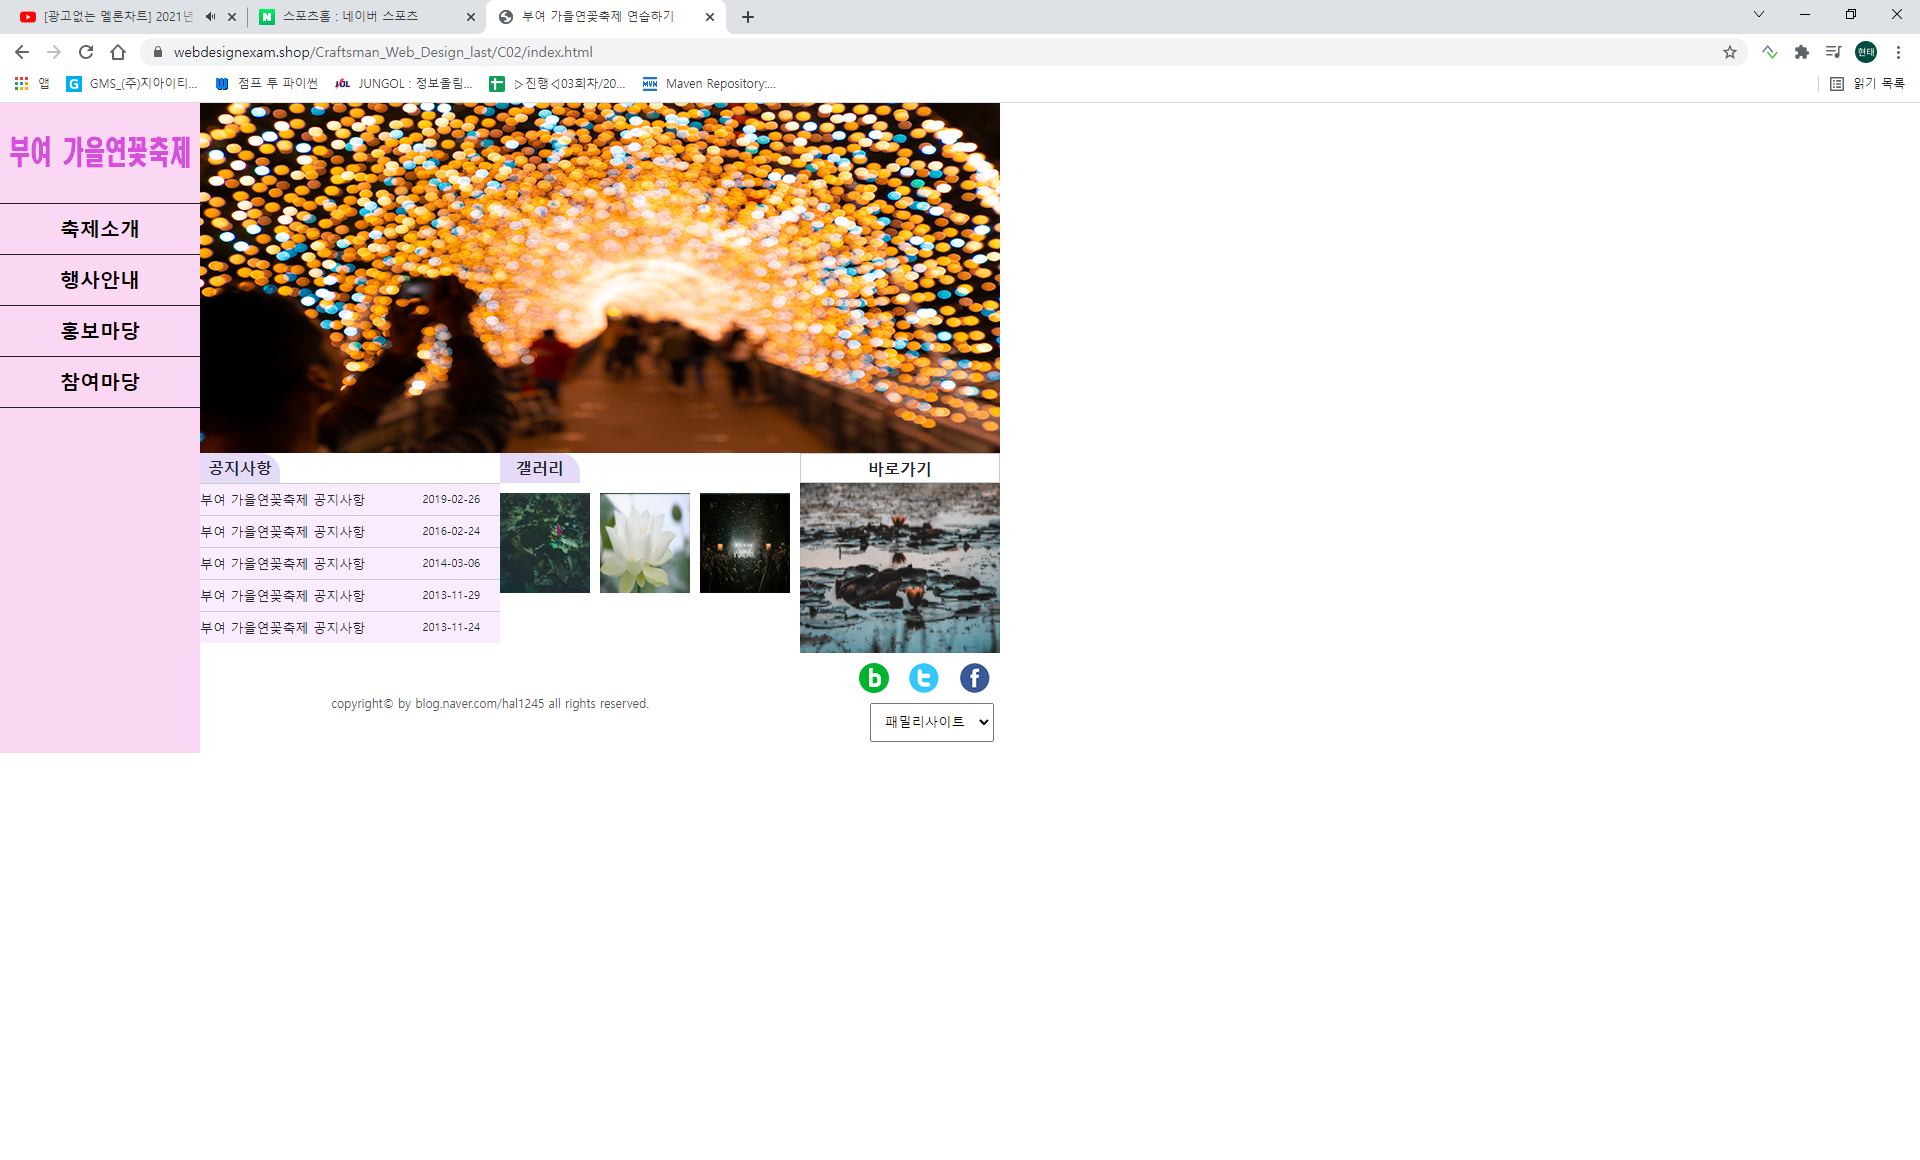 [광고없는 멜론차트] 2021년
스포츠홈 : 네이버 스포츠
부여 가을연꽃축제 연습하기
webdesignexam.shop/Craftsman_Web_Design_last/C02/index.html
현태
앱
GMS_(주)지아이티...
점프 투 파이썬
JUNGOL : 정보올림...
▷진행◁03회차/20...
MVN Maven Repository:...
읽기 목록
부여 가을연꽃축제
축제소개
행사안내
홍보마당
참여마당
공지사항
부여 가을연꽃축제 공지사항 2019-02-26
부여 가을연꽃축제 공지사항 2016-02-24
부여 가을연꽃축제 공지사항 2014-03-06
부여 가을연꽃축제 공지사항 2013-11-29
부여 가을연꽃축제 공지사항 2013-11-24
갤러리
바로가기
copyright© by blog.naver.com/hal1245 all rights reserved.
패밀리사이트